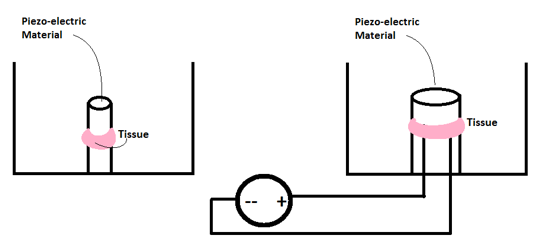 Piezo-electric
Material
Tissue
Piezo-electric
Material
Tissue
-- +